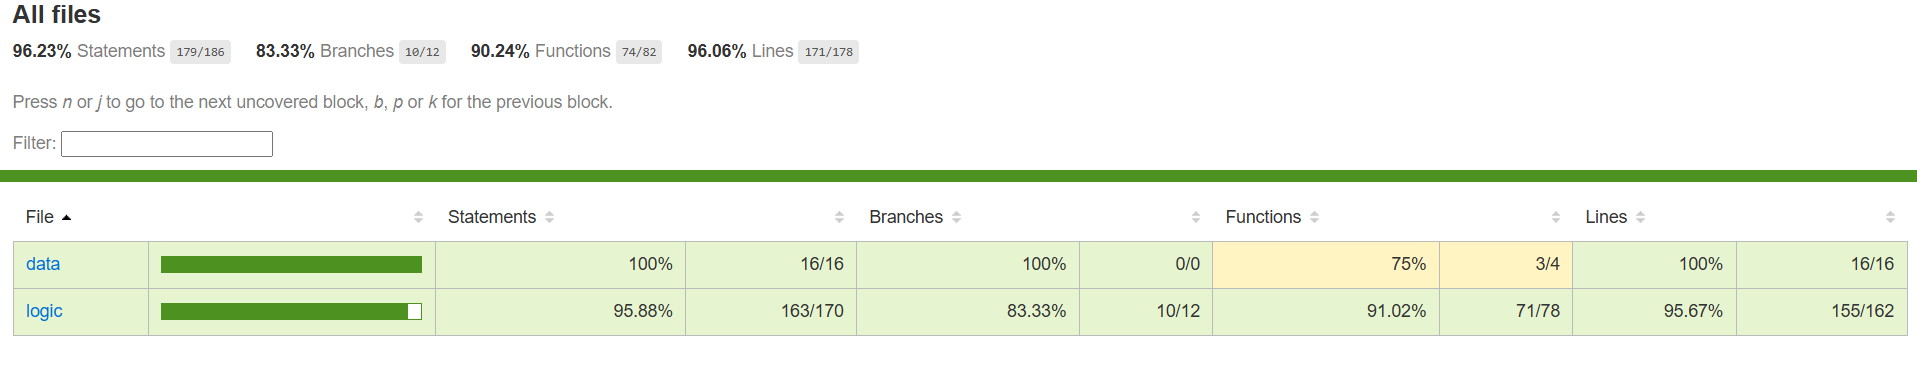 All files
96.23% Statements 179/186 83.33% Branches 10/12 90.24% Functions 74/82 96.06% Lines 171/178
Press n or j to go to the next uncovered block, b, p or k for the previous block.
Filter:
File Statements Branches Functions Lines
data 100% 16/16 100% 0/0 75% 3/4 100% 16/16
logic 95.88% 163/170 83.33% 10/12 91.02% 71/78 95.67% 155/162